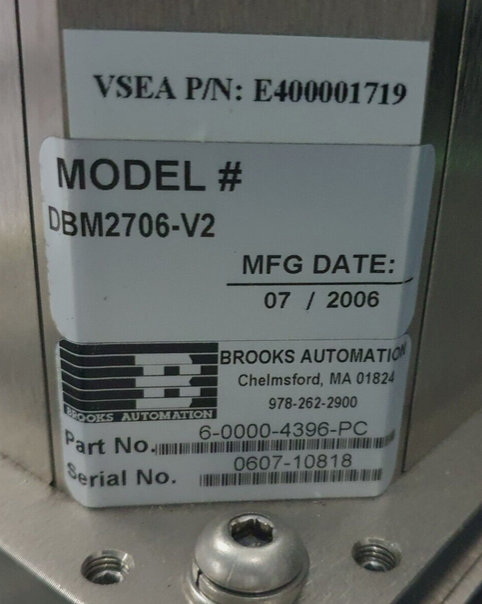 VSEA P/N: E400001719
MODEL #
DBM2706-V2
MFG DATE:
07 / 2006
B
BROOKS AUTOMATION
BROOKS AUTOMATION
Chelmsford, MA 01824
978-262-2900
Part No. 6-0000-4396-PC
Serial No. 0607-10818